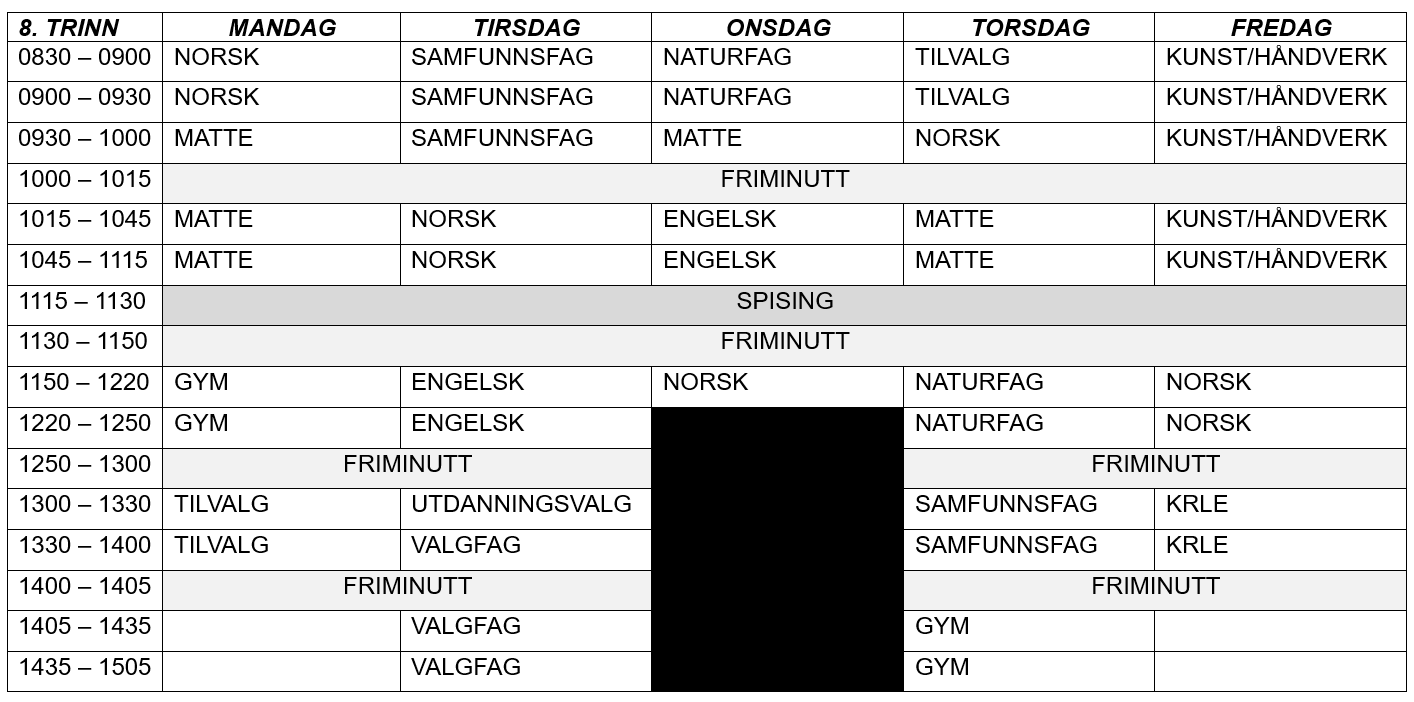 8. TRINN MANDAG TIRSDAG ONSDAG TORSDAG FREDAG
0830 – 0900 NORSK SAMFUNNSFAG NATURFAG TILVALG KUNST/HÅNDVERK
0900 – 0930 NORSK SAMFUNNSFAG NATURFAG TILVALG KUNST/HÅNDVERK
0930 – 1000 MATTE SAMFUNNSFAG MATTE NORSK KUNST/HÅNDVERK
1000 – 1015 FRIMINUTT
1015 – 1045 MATTE NORSK ENGELSK MATTE KUNST/HÅNDVERK
1045 – 1115 MATTE NORSK ENGELSK MATTE KUNST/HÅNDVERK
1115 – 1130 SPISING
1130 – 1150 FRIMINUTT
1150 – 1220 GYM ENGELSK NORSK NATURFAG NORSK
1220 – 1250 GYM ENGELSK NATURFAG NORSK
1250 – 1300 FRIMINUTT FRIMINUTT
1300 – 1330 TILVALG UTDANNINGSVALG SAMFUNNSFAG KRLE
1330 – 1400 TILVALG VALGFAG SAMFUNNSFAG KRLE
1400 – 1405 FRIMINUTT FRIMINUTT
1405 – 1435 VALGFAG GYM
1435 – 1505 VALGFAG GYM